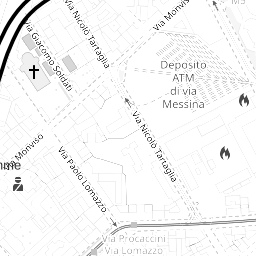 M5
Via Giacomo Soldati
Via Nicolò Tartaglia
Via Monviso
Deposito
ATM
di via
Messina
Via Nicolò Tartaglia
Monviso
Via Paolo Lomazzo
Via Procaccini
Via Lomazzo